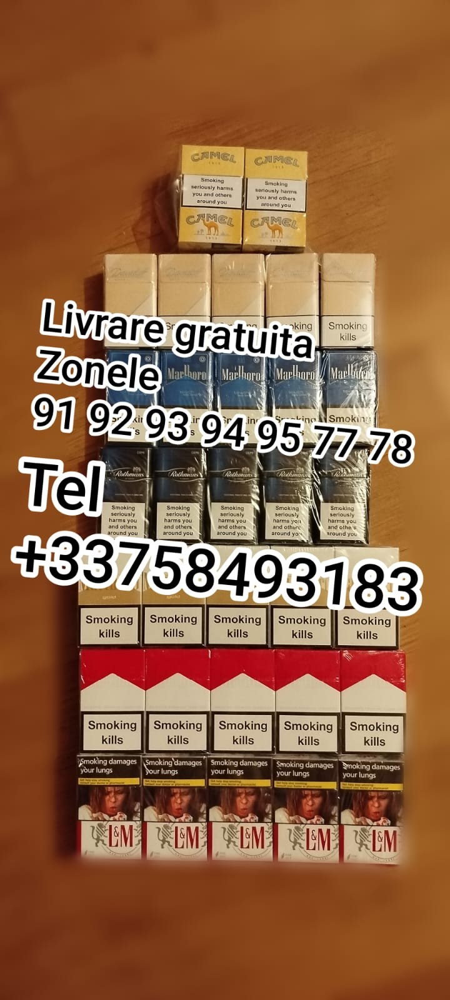 CAMEL CAMEL
Smoking seriously harms you and others around you
Smoking seriously harms you and others around you
CAMEL CAMEL
Livrare gratuita
Smoking
kills
Zonele
Marlboro Marlboro Marlboro Marlboro
91 92 93 94 95 77 78
Rothmans Rothmans Rothmans Rothmans Rothmans
Tel
Smoking seriously harms you and others around you
Smoking seriously harms you and others around you
Smoking seriously harms you and others around you
Smoking seriously harms you and others around you
Smoking seriously harms you and others around you
+33758493183
gold gold
Smoking Smoking Smoking Smoking Smoking
kills kills kills kills kills
Smoking Smoking Smoking Smoking Smoking
kills kills kills kills kills
Smoking damages Smoking damages Smoking damages Smoking damages Smoking damages
your lungs your lungs your lungs your lungs your lungs
L&M L&M L&M L&M L&M